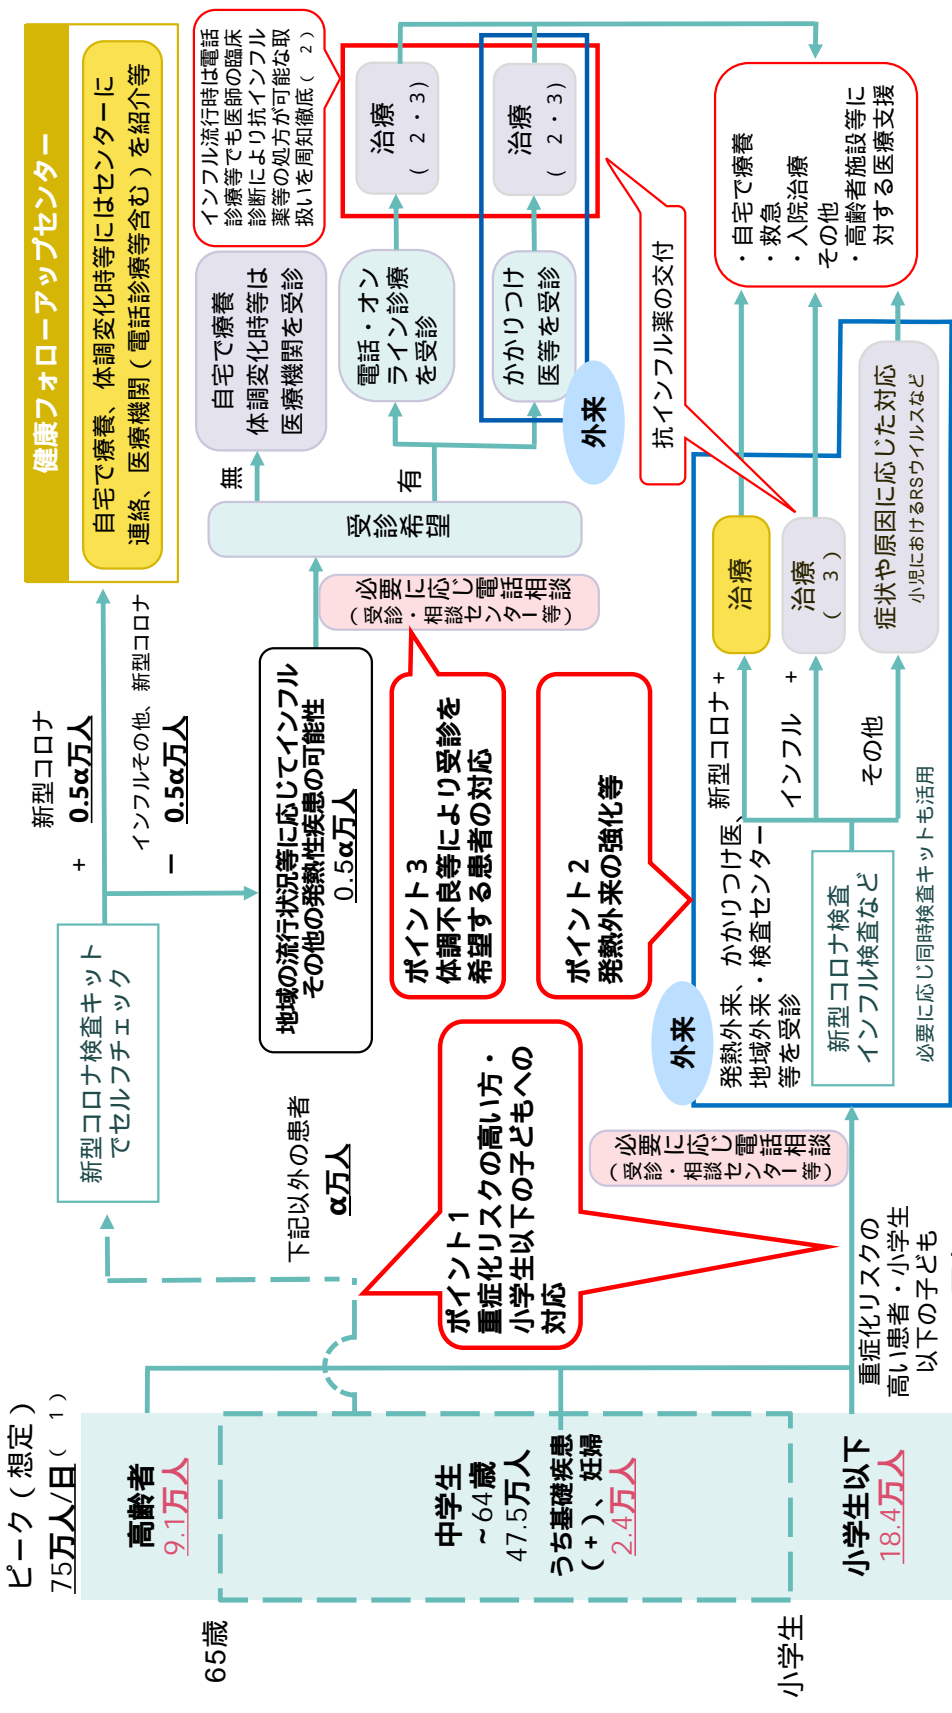 ピーク(想定)
75万人/日(1)
高齢者
9.1万人
65歳
中学生
~64歳
47.5万人
うち基礎疾患
(+)、妊婦
2.4万人
小学生
小学生以下
18.4万人
下記以外の患者
α万人
重症化リスクの
高い患者・小学生
以下の子ども
ポイント1
重症化リスクの高い方・
小学生以下の子どもへの
対応
新型コロナ検査キット
でセルフチェック
+
新型コロナ
0.5α万人
ー
インフルその他、新型コロナ
0.5α万人
健康フォローアップセンター
自宅で療養、体調変化時等にはセンターに
連絡、医療機関(電話診療等含む)を紹介等
地域の流行状況等に応じてインフル
その他の発熱性疾患の可能性
0.5α万人
必要に応じ電話相談
(受診・相談センター等)
ポイント3
体調不良等により受診を
希望する患者の対応
受診希望
無
有
自宅で療養
体調変化時等は
医療機関を受診
電話・オン
ライン診療
を受診
かかりつけ
医等を受診
外来
治療
(2・3)
治療
(2・3)
インフル流行時は電話
診療等でも医師の臨床
診断により抗インフル
薬等の処方が可能な取
扱いを周知徹底(2)
ポイント2
発熱外来の強化等
必要に応じ電話相談
(受診・相談センター等)
外来
発熱外来、かかりつけ医、
地域外来・検査センター
等を受診
新型コロナ検査
インフル検査など
必要に応じ同時検査キットも活用
新型コロナ+
インフル +
その他
治療
治療
(3)
症状や原因に応じた対応
小児におけるRSウイルスなど
抗インフル薬の交付
・自宅で療養
・救急
・入院治療
その他
・高齢者施設等に
対する医療支援